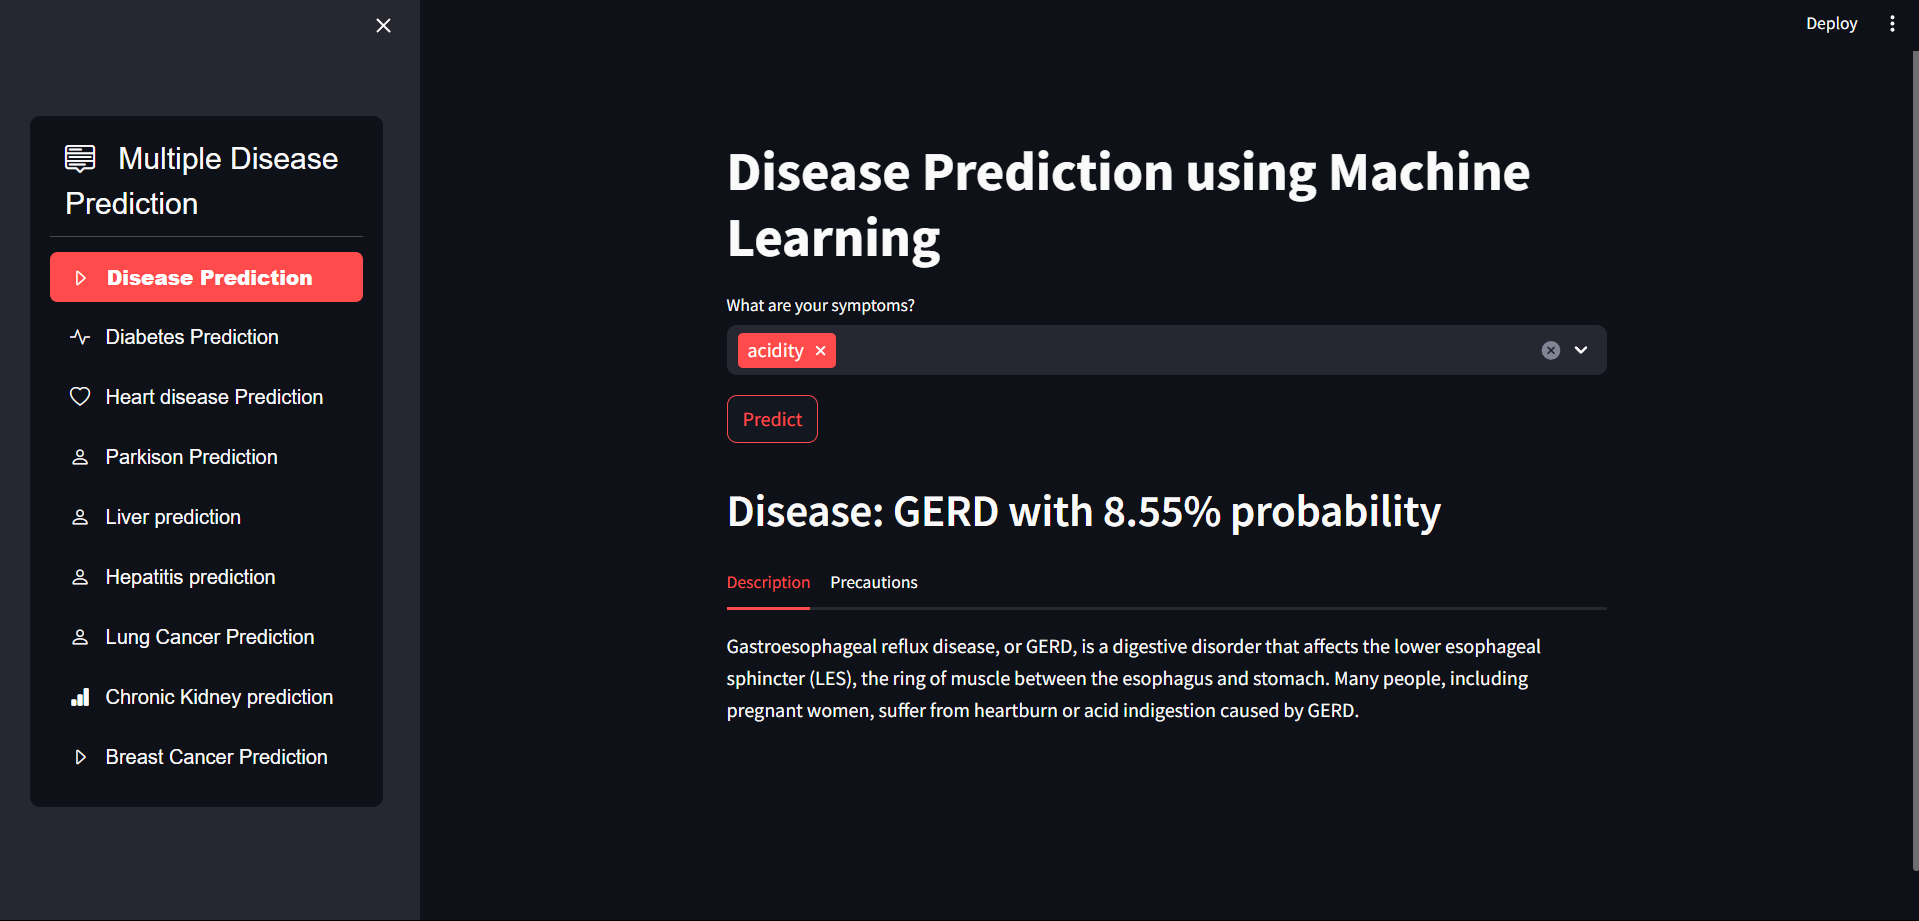 Deploy
Multiple Disease
Prediction
Disease Prediction
Diabetes Prediction
Heart disease Prediction
Parkison Prediction
Liver prediction
Hepatitis prediction
Lung Cancer Prediction
Chronic Kidney prediction
Breast Cancer Prediction
Disease Prediction using Machine
Learning
What are your symptoms?
acidity
Predict
Disease: GERD with 8.55% probability
Description Precautions
Gastroesophageal reflux disease, or GERD, is a digestive disorder that affects the lower esophageal
sphincter (LES), the ring of muscle between the esophagus and stomach. Many people, including
pregnant women, suffer from heartburn or acid indigestion caused by GERD.